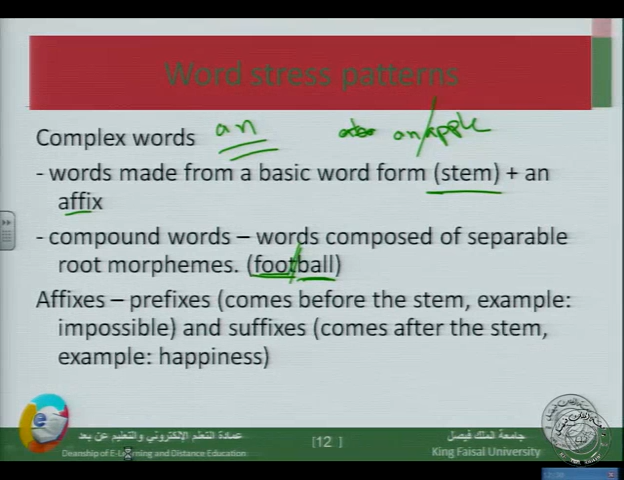 Word stress patterns
Complex words an an/apple
- words made from a basic word form (stem) + an
affix
- compound words – words composed of separable
root morphemes. (foot/ball)
Affixes – prefixes (comes before the stem, example:
impossible) and suffixes (comes after the stem,
example: happiness)
عمادة التعلم الإلكتروني والتعليم عن بعد
Deanship of E-Learning and Distance Education
[ 12 ]
جامعة الملك فيصل
King Faisal University